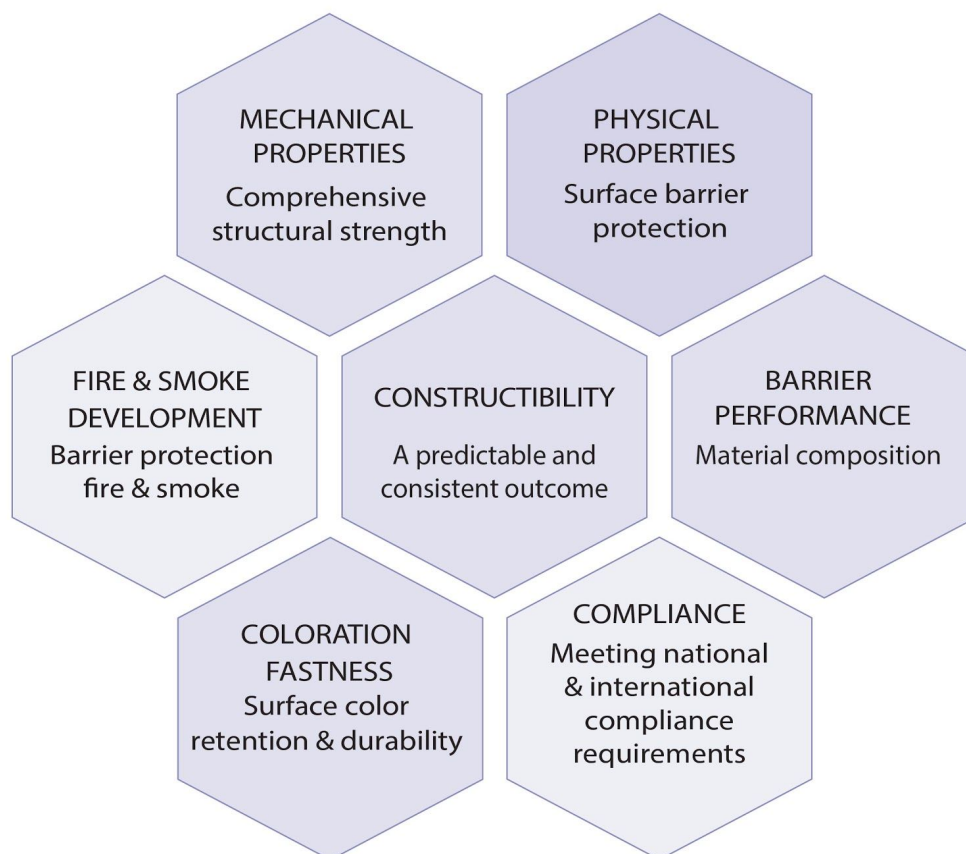 MECHANICAL
PROPERTIES
Comprehensive
structural strength
PHYSICAL
PROPERTIES
Surface barrier
protection
FIRE & SMOKE
DEVELOPMENT
Barrier protection
fire & smoke
CONSTRUCTIBILITY
A predictable and
consistent outcome
BARRIER
PERFORMANCE
Material composition
COLORATION
FASTNESS
Surface color
retention & durability
COMPLIANCE
Meeting national
& international
compliance
requirements